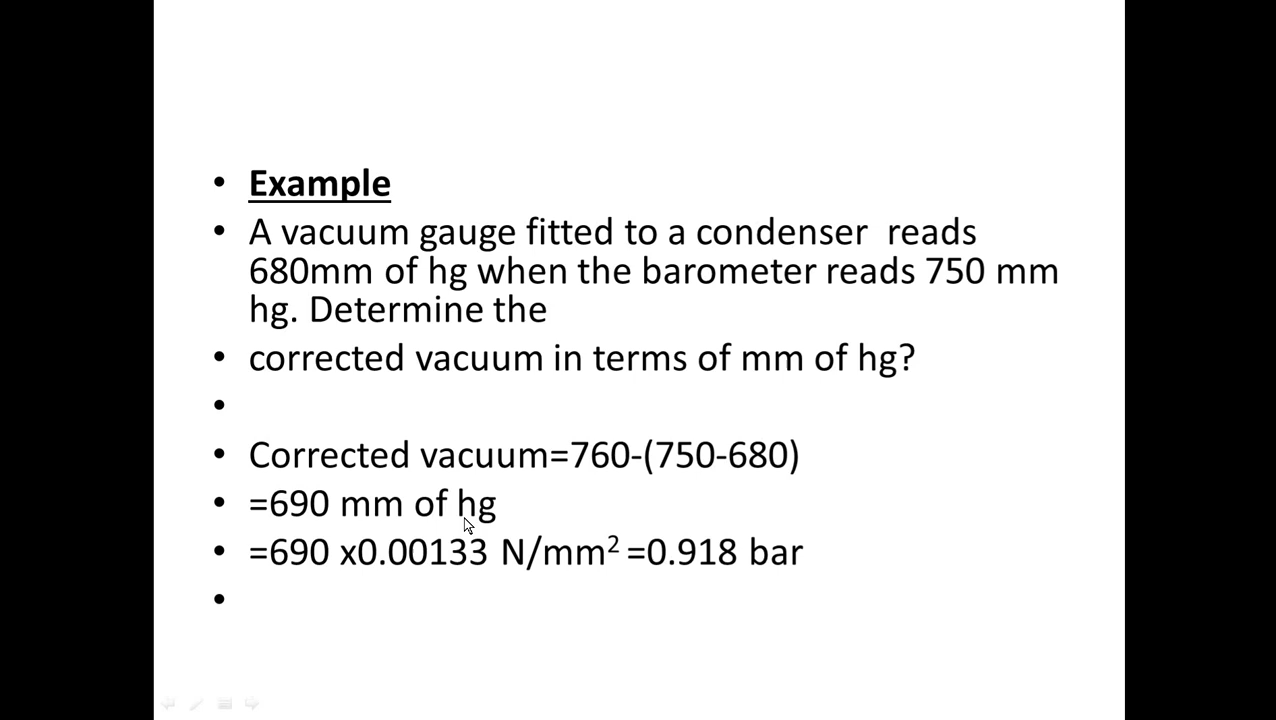 • Example
• A vacuum gauge fitted to a condenser  reads
680mm of hg when the barometer reads 750 mm
hg. Determine the
• corrected vacuum in terms of mm of hg?
•
• Corrected vacuum=760-(750-680)
• =690 mm of hg
• =690 x0.00133 N/mm² =0.918 bar
•